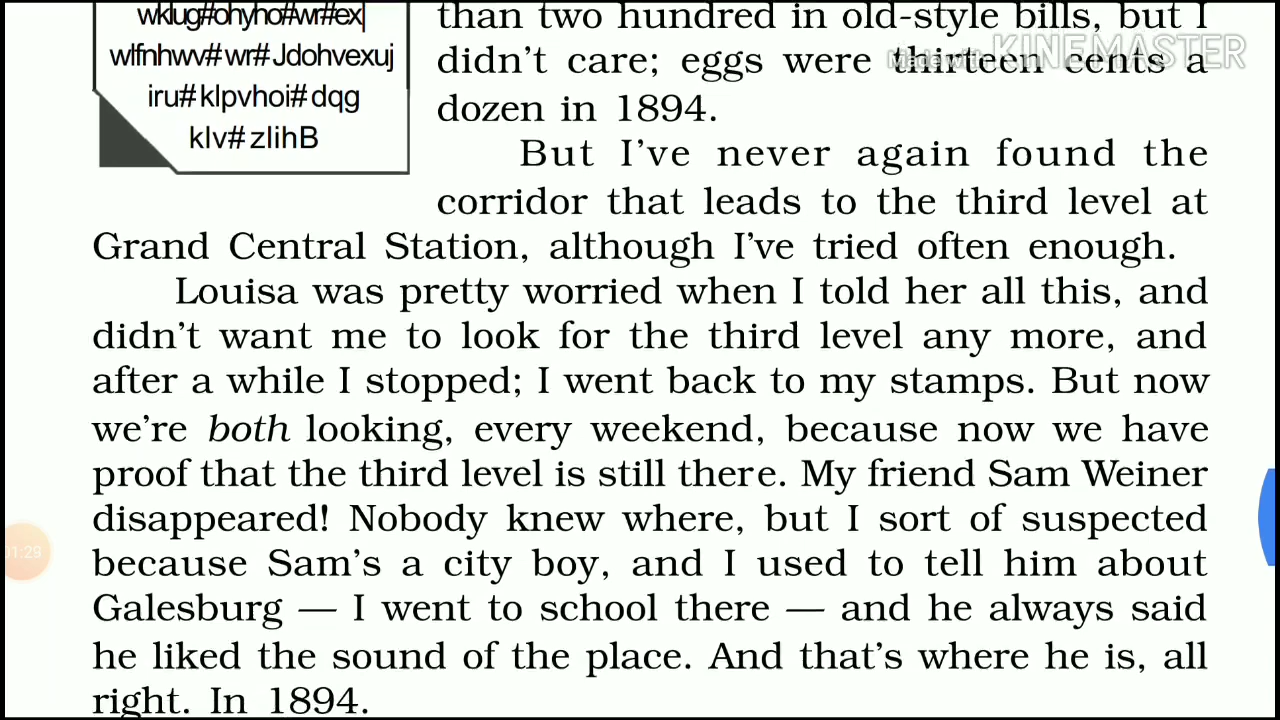 wklug#ohyho#wr#ex|
wlfnhwv#wr#Jdohvexuj
iru#klpvhoi#dqg
klv#zlihB
than two hundred in old-style bills, but I
didn't care; eggs were thirteen cents a
dozen in 1894.
But I've never again found the
corridor that leads to the third level at
Grand Central Station, although I've tried often enough.
Louisa was pretty worried when I told her all this, and
didn't want me to look for the third level any more, and
after a while I stopped; I went back to my stamps. But now
we're both looking, every weekend, because now we have
proof that the third level is still there. My friend Sam Weiner
disappeared! Nobody knew where, but I sort of suspected
because Sam's a city boy, and I used to tell him about
Galesburg — I went to school there — and he always said
he liked the sound of the place. And that's where he is, all
right. In 1894.
Made with KINEMASTER
01:29